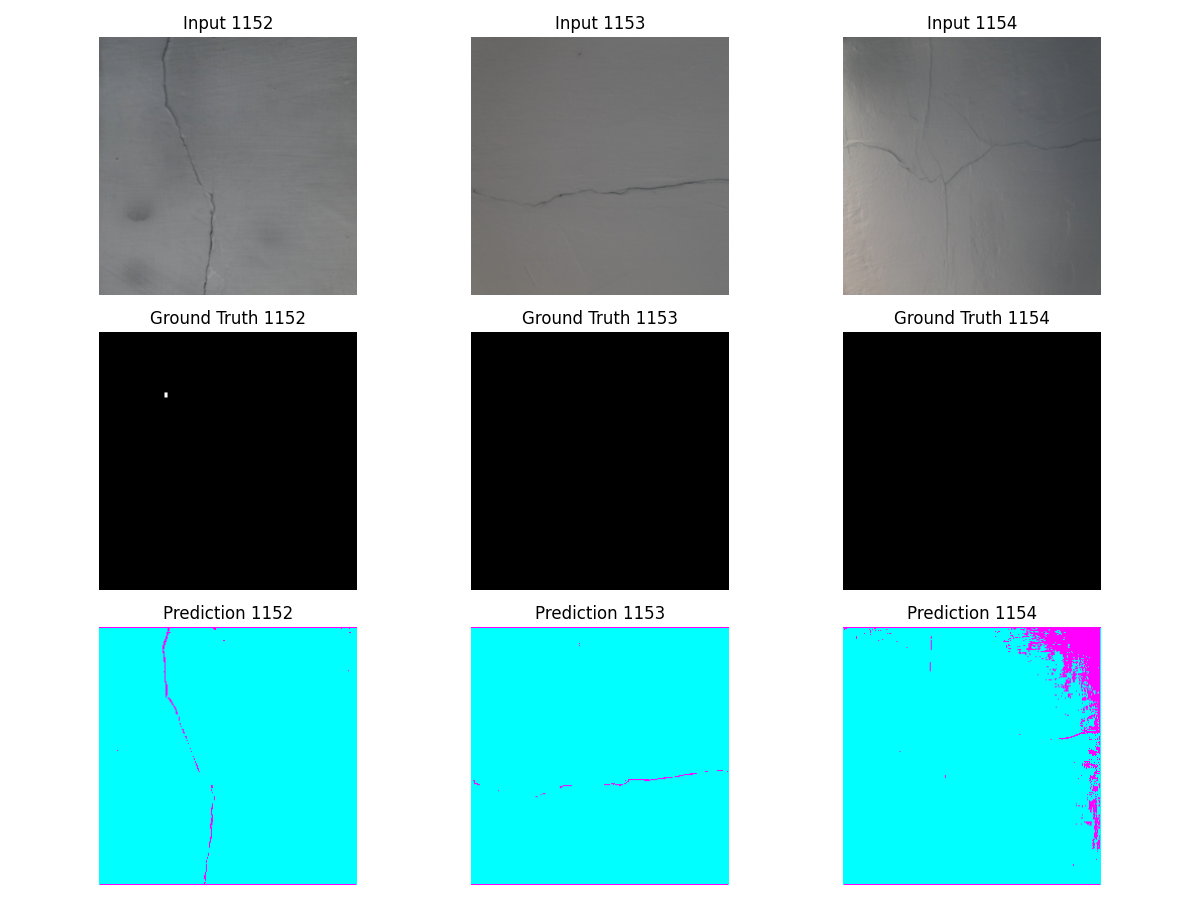 Input 1152
Input 1153
Input 1154
Ground Truth 1152
Ground Truth 1153
Ground Truth 1154
Prediction 1152
Prediction 1153
Prediction 1154